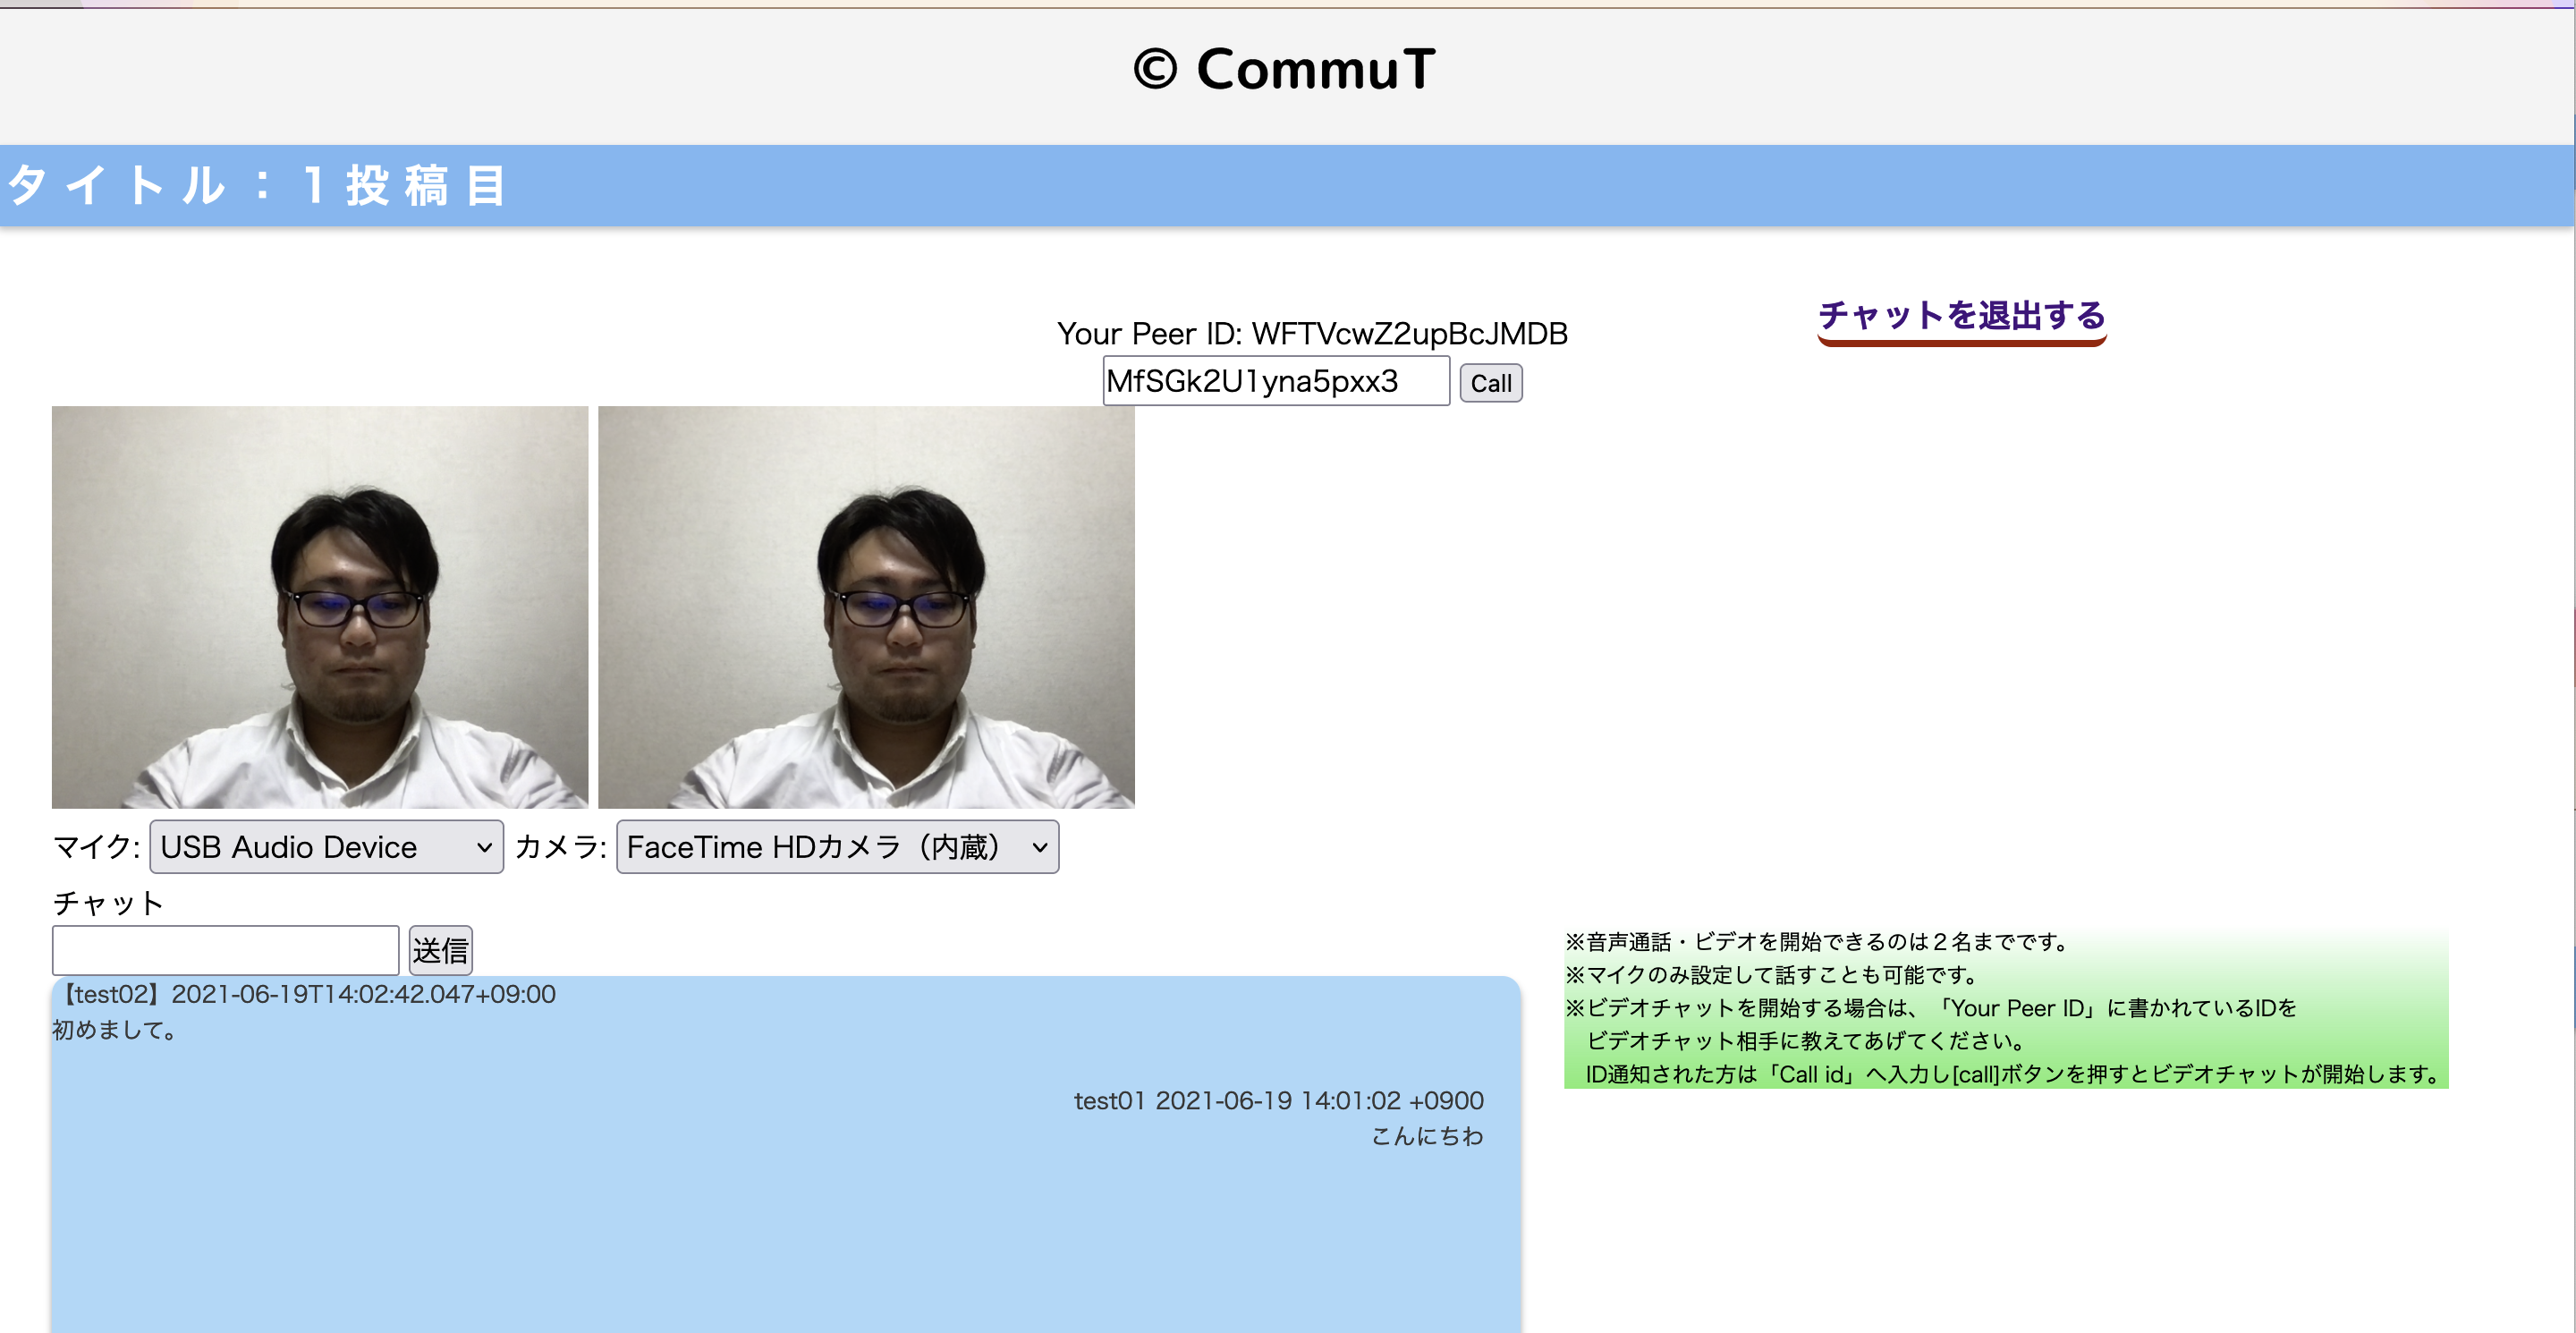 © CommuT
タイトル：1投稿目
チャットを退出する
Your Peer ID: WFTVcwZ2upBcJMDB
MfSGk2U1yna5pxx3 Call
マイク: USB Audio Device カメラ: FaceTime HDカメラ（内蔵）
チャット
送信
【test02】2021-06-19T14:02:42.047+09:00
初めまして。
test01 2021-06-19 14:01:02 +0900
こんにちわ
※音声通話・ビデオを開始できるのは２名までです。
※マイクのみ設定して話すことも可能です。
※ビデオチャットを開始する場合は、「Your Peer ID」に書かれているIDを
ビデオチャット相手に教えてあげてください。
ID通知された方は「Call id」へ入力し[call]ボタンを押すとビデオチャットが開始します。